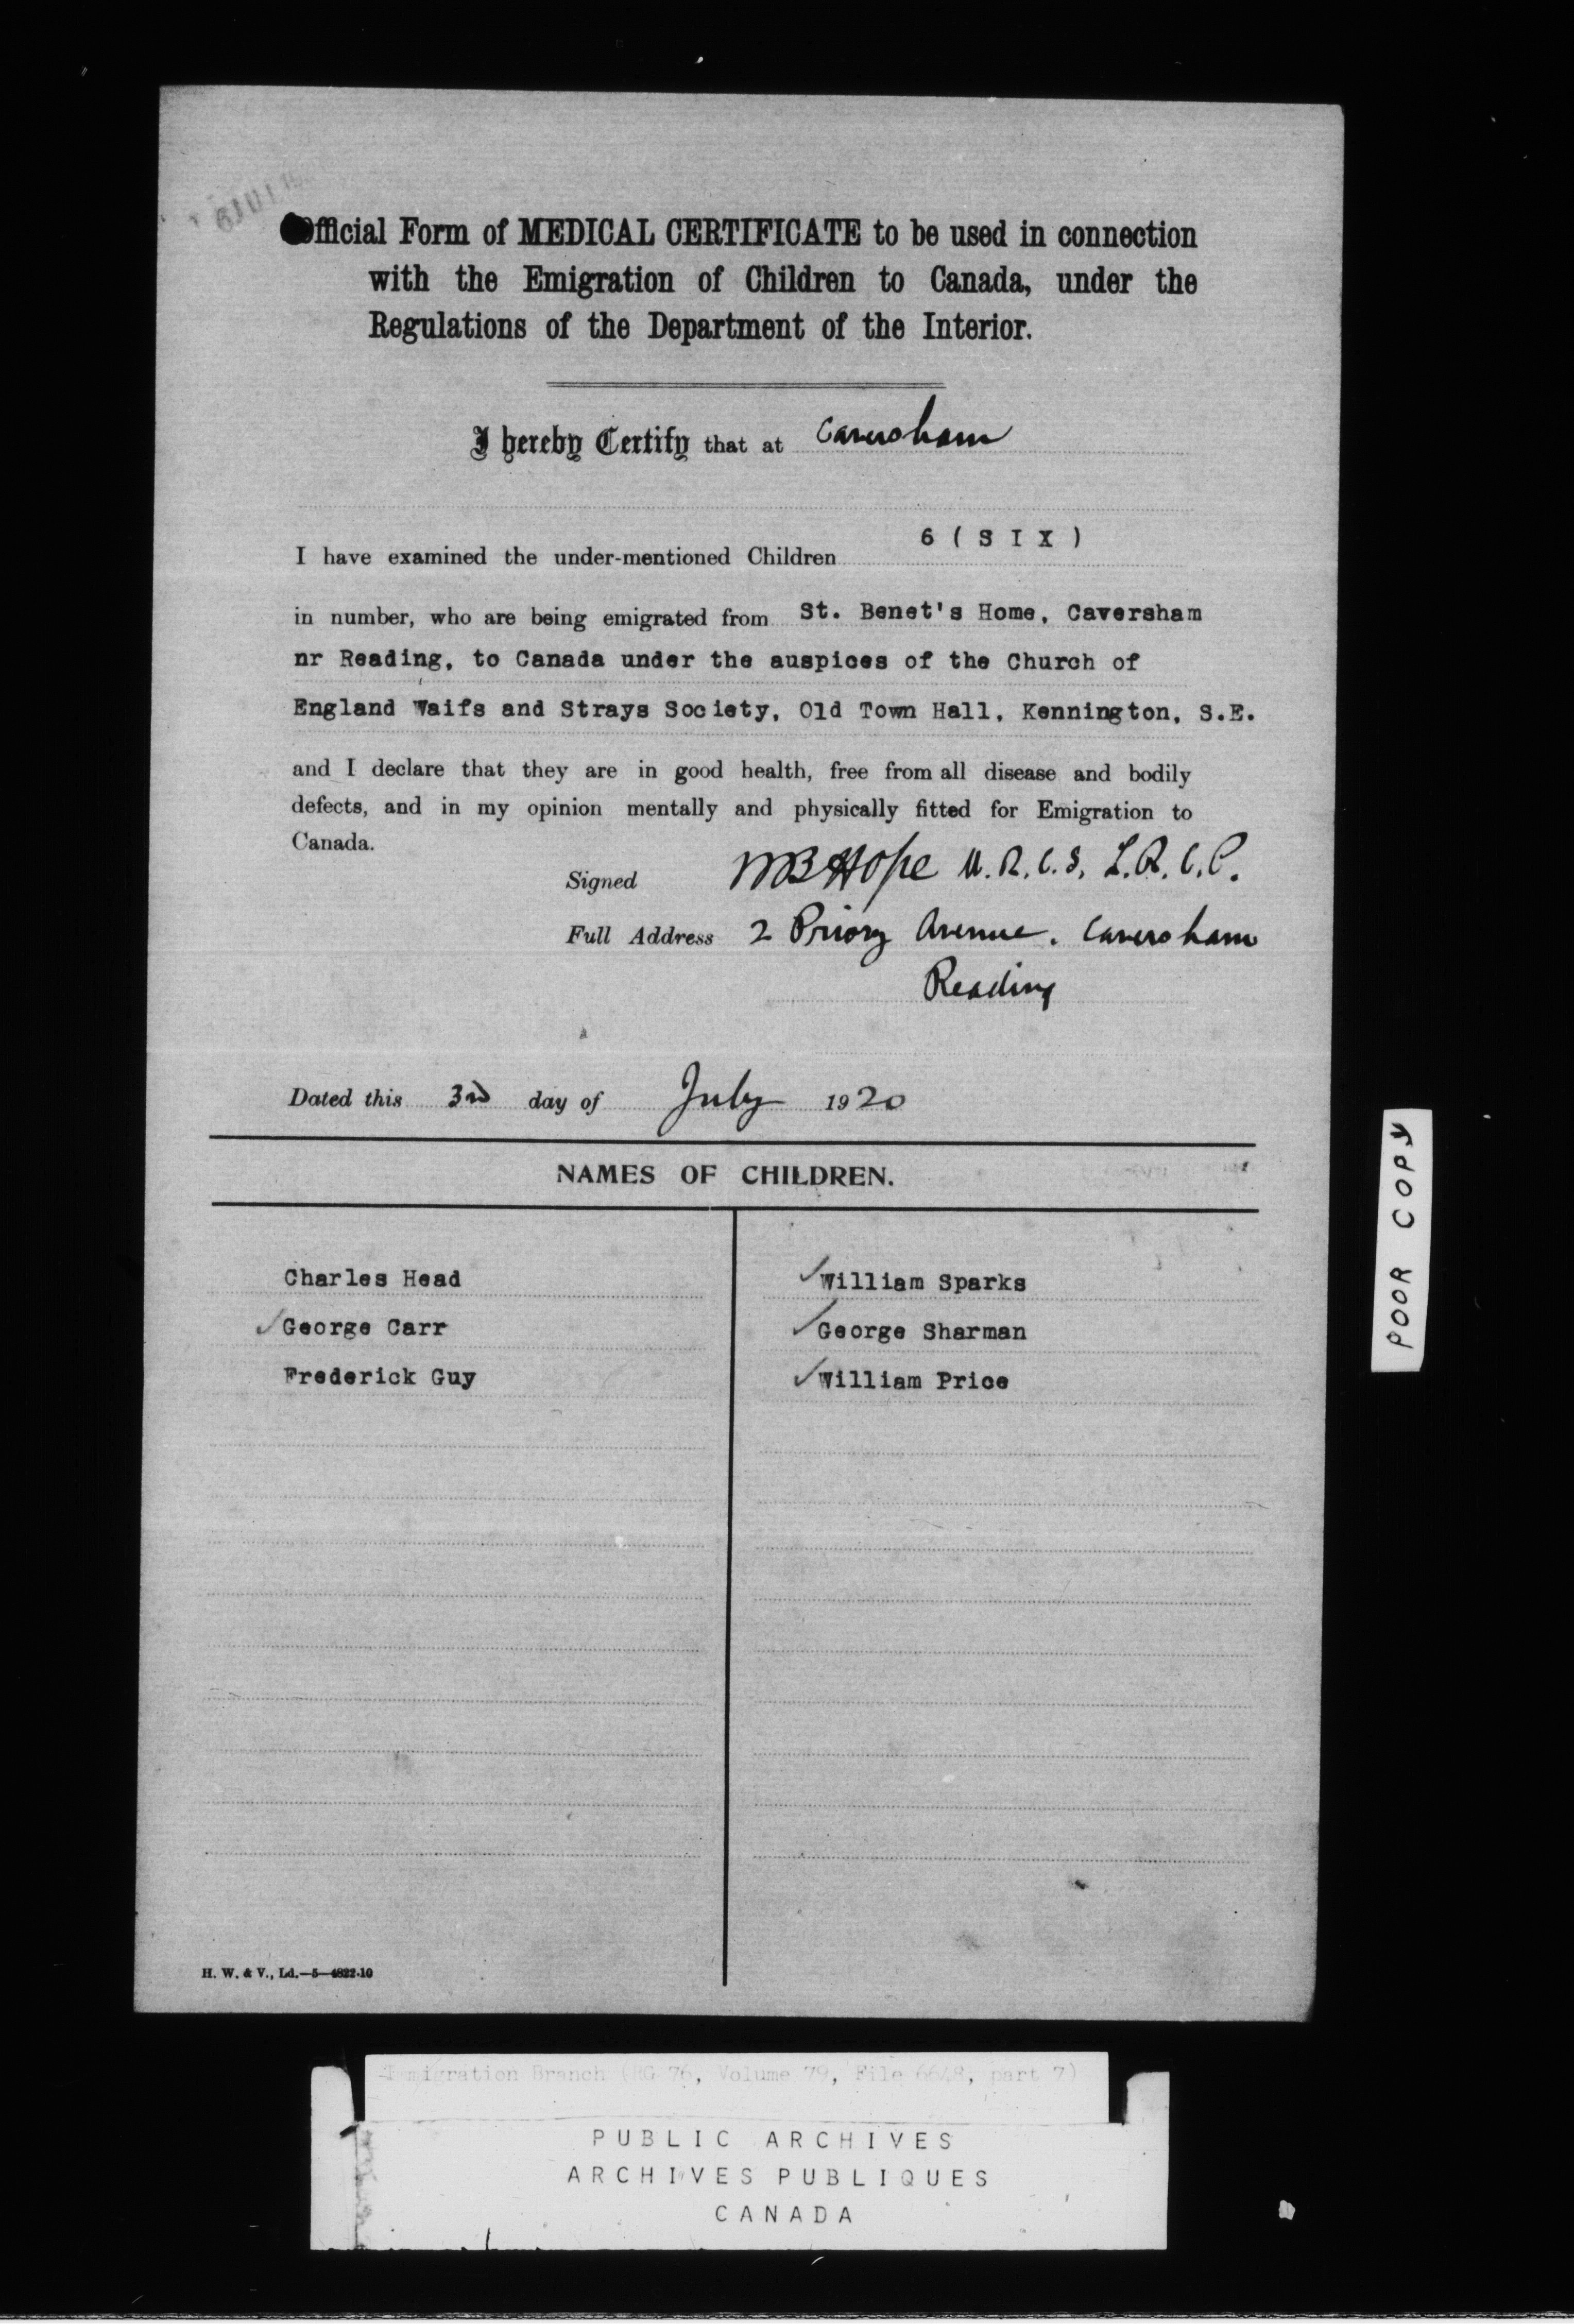 Official Form of MEDICAL CERTIFICATE to be used in connection
with the Emigration of Children to Canada, under the
Regulations of the Department of the Interior.
I hereby Certify that at Caversham
I have examined the under-mentioned Children 6 ( S I X )
in number, who are being emigrated from St. Benet's Home, Caversham
nr Reading, to Canada under the auspices of the Church of
England Waifs and Strays Society, Old Town Hall, Kennington, S.E.
and I declare that they are in good health, free from all disease and bodily
defects, and in my opinion mentally and physically fitted for Emigration to
Canada.
Signed WB Hope M.R.C.S, L.R.C.P.
Full Address 2 Priory Avenue, Caversham
Reading
Dated this 3rd day of July 1920
NAMES OF CHILDREN.
Charles Head
✓George Carr
Frederick Guy
✓William Sparks
✓George Sharman
✓William Price
H. W. & V., Ld.—5—4822-10
POOR COPY
Immigration Branch (RG 76, Volume 79, File 6648, part 7)
PUBLIC ARCHIVES
ARCHIVES PUBLIQUES
CANADA